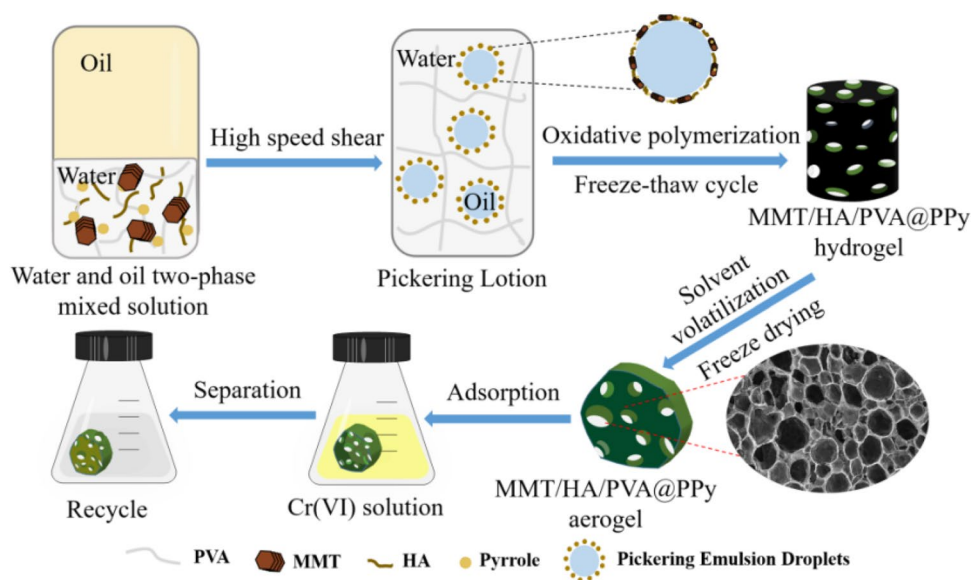 Oil
Water
Water and oil two-phase
mixed solution
High speed shear
Water
Oil
Pickering Lotion
Oxidative polymerization
Freeze-thaw cycle
MMT/HA/PVA@PPy
hydrogel
Solvent
volatilization
Freeze drying
MMT/HA/PVA@PPy
aerogel
Adsorption
Cr(VI) solution
Separation
Recycle
PVA
MMT
HA
Pyrrole
Pickering Emulsion Droplets